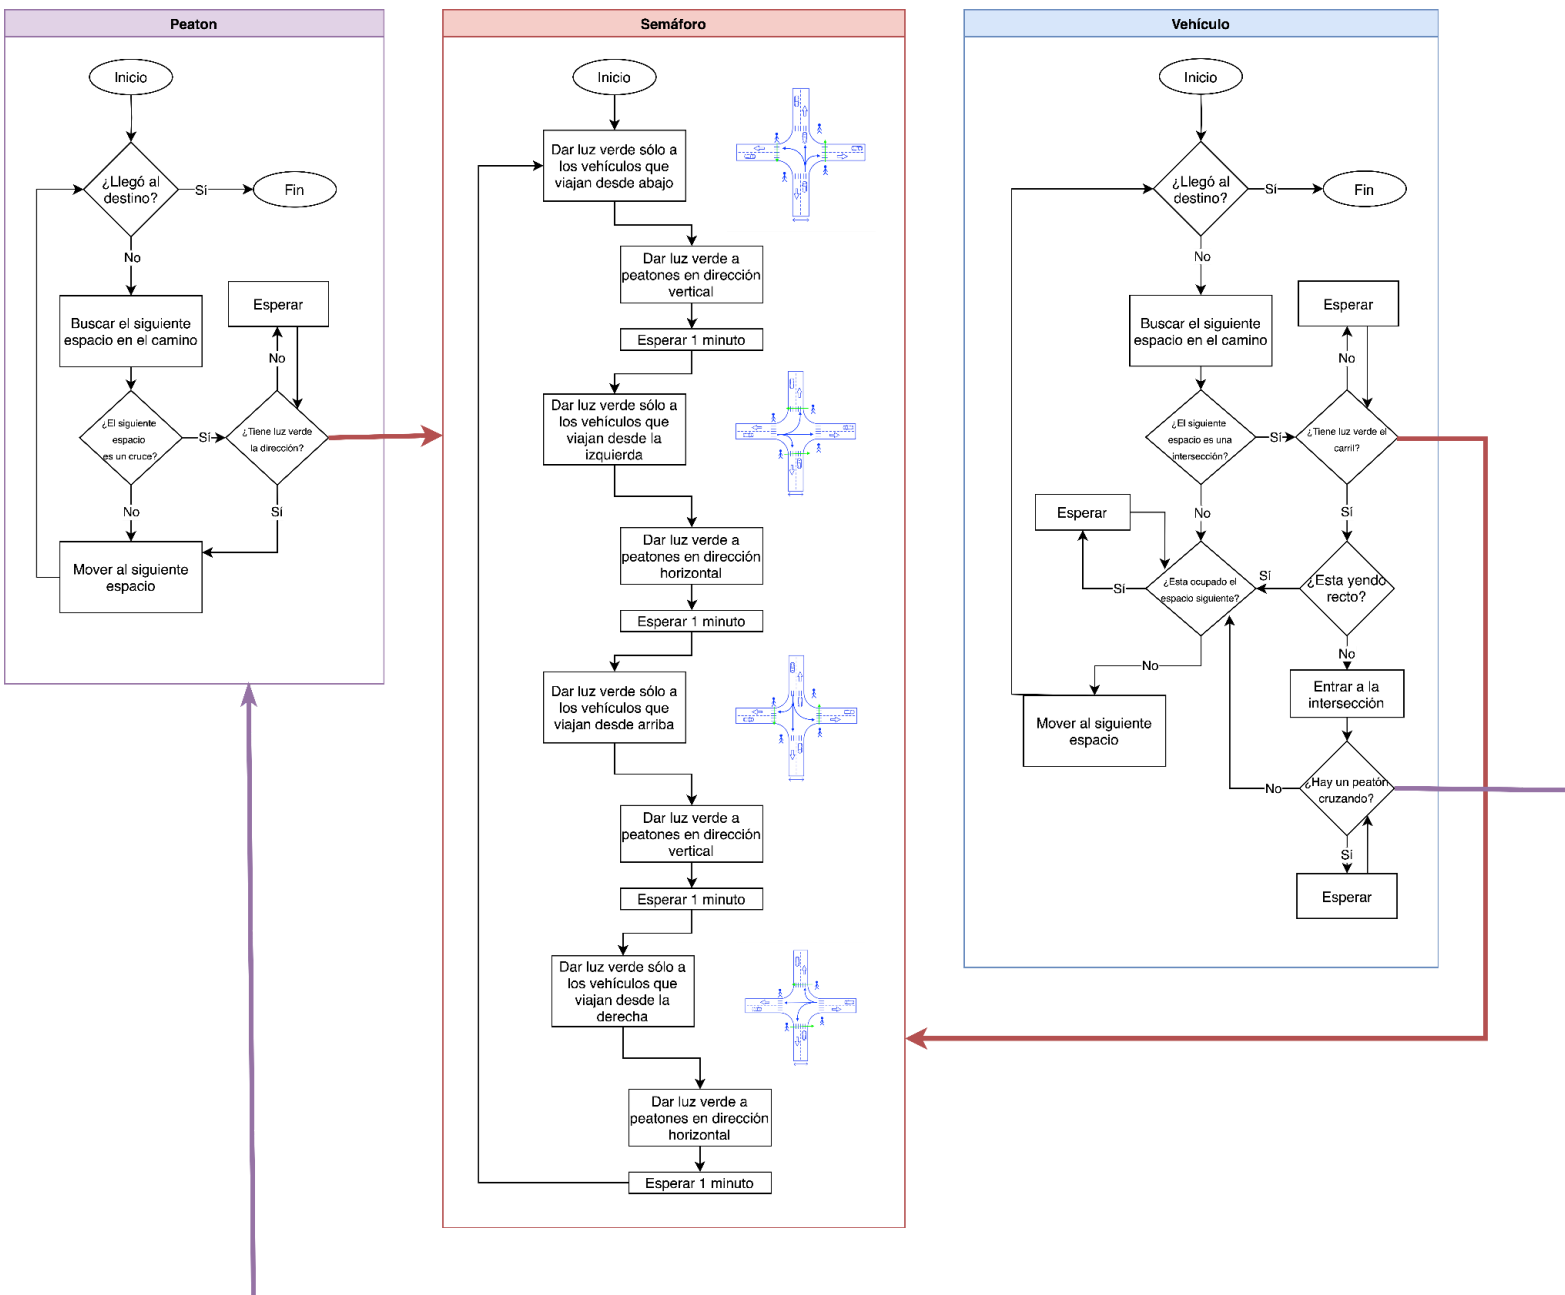 Peaton
Inicio
¿Llegó al
destino?
Sí
Fin
No
Buscar el siguiente
espacio en el camino
Esperar
No
¿El siguiente
espacio
es un cruce?
Sí
¿Tiene luz verde
la dirección?
No
Sí
Mover al siguiente
espacio
Semáforo
Inicio
Dar luz verde sólo a
los vehículos que
viajan desde abajo
Dar luz verde a
peatones en dirección
vertical
Esperar 1 minuto
Dar luz verde sólo a
los vehículos que
viajan desde la
izquierda
Dar luz verde a
peatones en dirección
horizontal
Esperar 1 minuto
Dar luz verde sólo a
los vehículos que
viajan desde arriba
Dar luz verde a
peatones en dirección
vertical
Esperar 1 minuto
Dar luz verde sólo a
los vehículos que
viajan desde la
derecha
Dar luz verde a
peatones en dirección
horizontal
Esperar 1 minuto
Vehículo
Inicio
¿Llegó al
destino?
Sí
Fin
No
Buscar el siguiente
espacio en el camino
Esperar
No
¿El siguiente
espacio es una
intersección?
Sí
¿Tiene luz verde el
carril?
No
Sí
Esperar
Sí
¿Esta ocupado el
espacio siguiente?
Sí
¿Esta yendo
recto?
No
No
Mover al siguiente
espacio
Entrar a la
intersección
No
¿Hay un peatón
cruzando?
Sí
Esperar